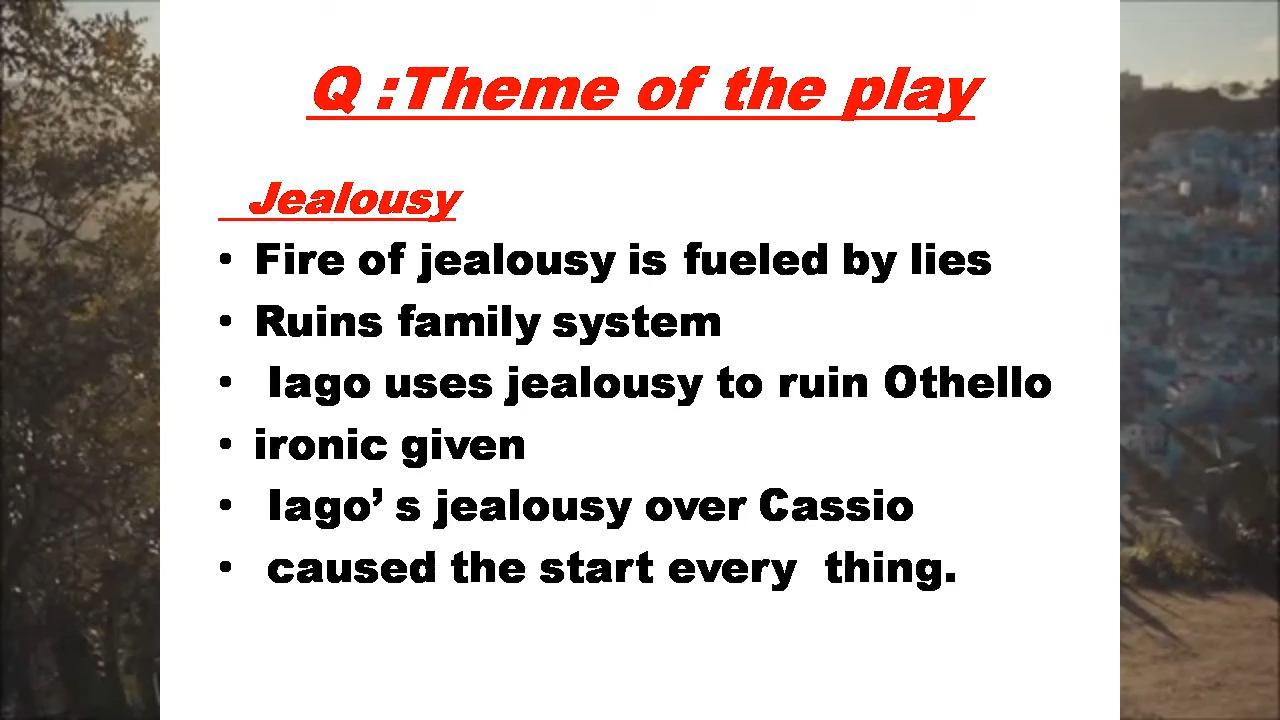 Q :Theme of the play
Jealousy
• Fire of jealousy is fueled by lies
• Ruins family system
• Iago uses jealousy to ruin Othello
• ironic given
• Iago’ s jealousy over Cassio
• caused the start every  thing.